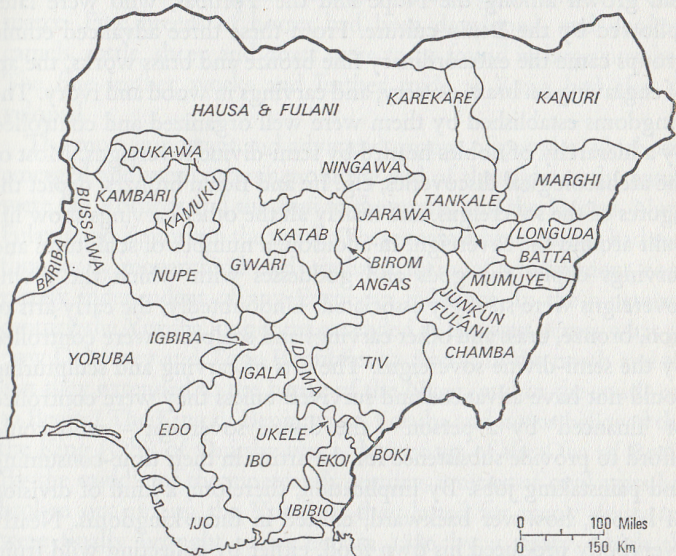 HAUSA & FULANI
KAREKARE
KANURI
DUKAWA
NINGAWA
MARGHI
KAMBARI
KAMUKU
JARAWA
TANKALE
BUSSAWA
BARIBA
KATAB
LONGUDA
GWARI
BIROM
ANGAS
BATTA
NUPE
MUMUYE
JUNKUN
FULANI
IGBIRA
YORUBA
IDOMA
IGALA
TIV
CHAMBA
EDO
UKELE
IBO
EKOI
BOKI
IJO
IBIBIO
0 100 Miles
0 150 Km